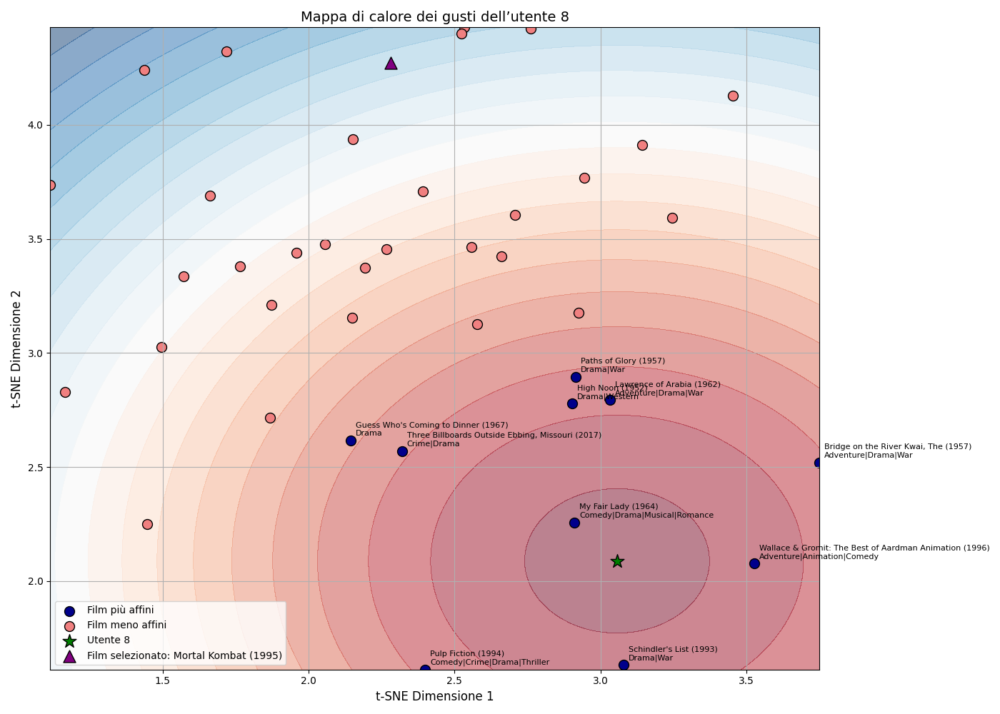 Mappa di calore dei gusti dell’utente 8
t-SNE Dimensione 2
4.0
3.5
3.0
2.5
2.0
Paths of Glory (1957)
Drama|War
Lawrence of Arabia (1962)
Adventure|Drama|War
High Noon (1952)
Drama|Western
Guess Who's Coming to Dinner (1967)
Drama
Three Billboards Outside Ebbing, Missouri (2017)
Crime|Drama
Bridge on the River Kwai, The (1957)
Adventure|Drama|War
My Fair Lady (1964)
Comedy|Drama|Musical|Romance
Wallace & Gromit: The Best of Aardman Animation (1996)
Adventure|Animation|Comedy
Schindler's List (1993)
Drama|War
Pulp Fiction (1994)
Comedy|Crime|Drama|Thriller
Film più affini
Film meno affini
Utente 8
Film selezionato: Mortal Kombat (1995)
1.5
2.0
2.5
3.0
3.5
t-SNE Dimensione 1